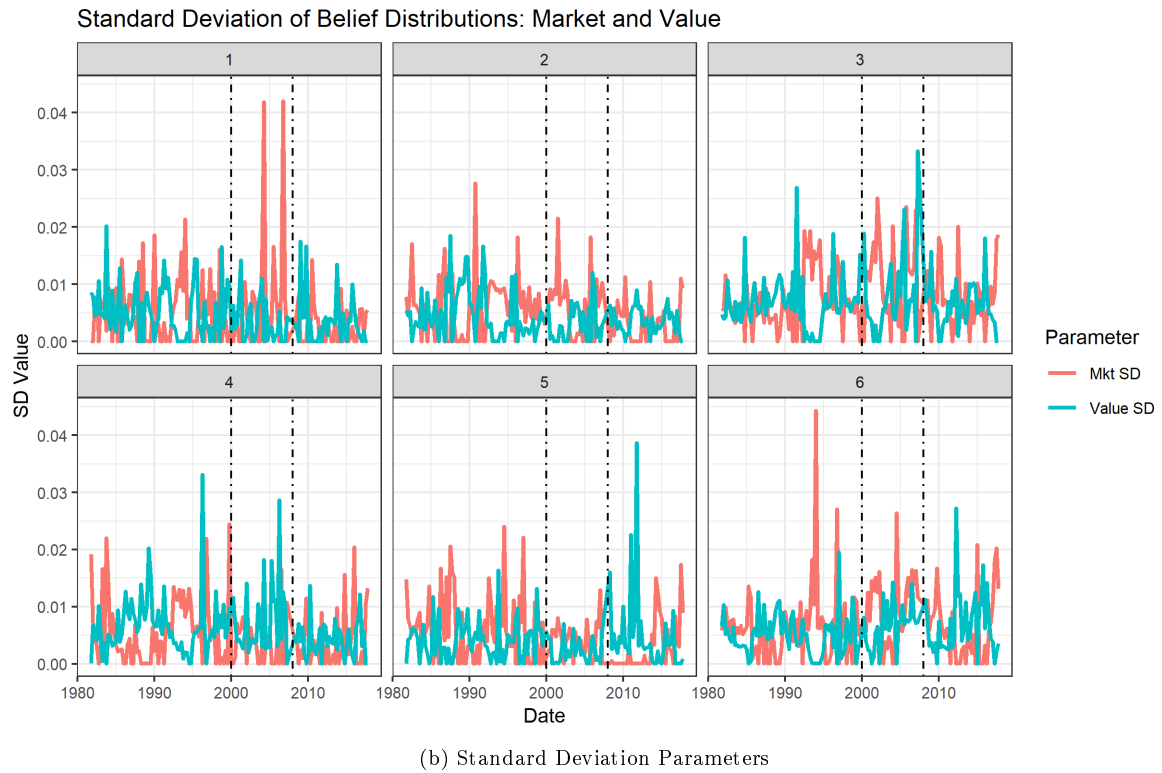 Standard Deviation of Belief Distributions: Market and Value
1 2 3
0.04
0.03
0.02
0.01
0.00
4 5 6
0.04
0.03
0.02
0.01
0.00
SD Value
1980 1990 2000 2010 1980 1990 2000 2010 1980 1990 2000 2010
Date
Parameter
Mkt SD
Value SD
(b) Standard Deviation Parameters